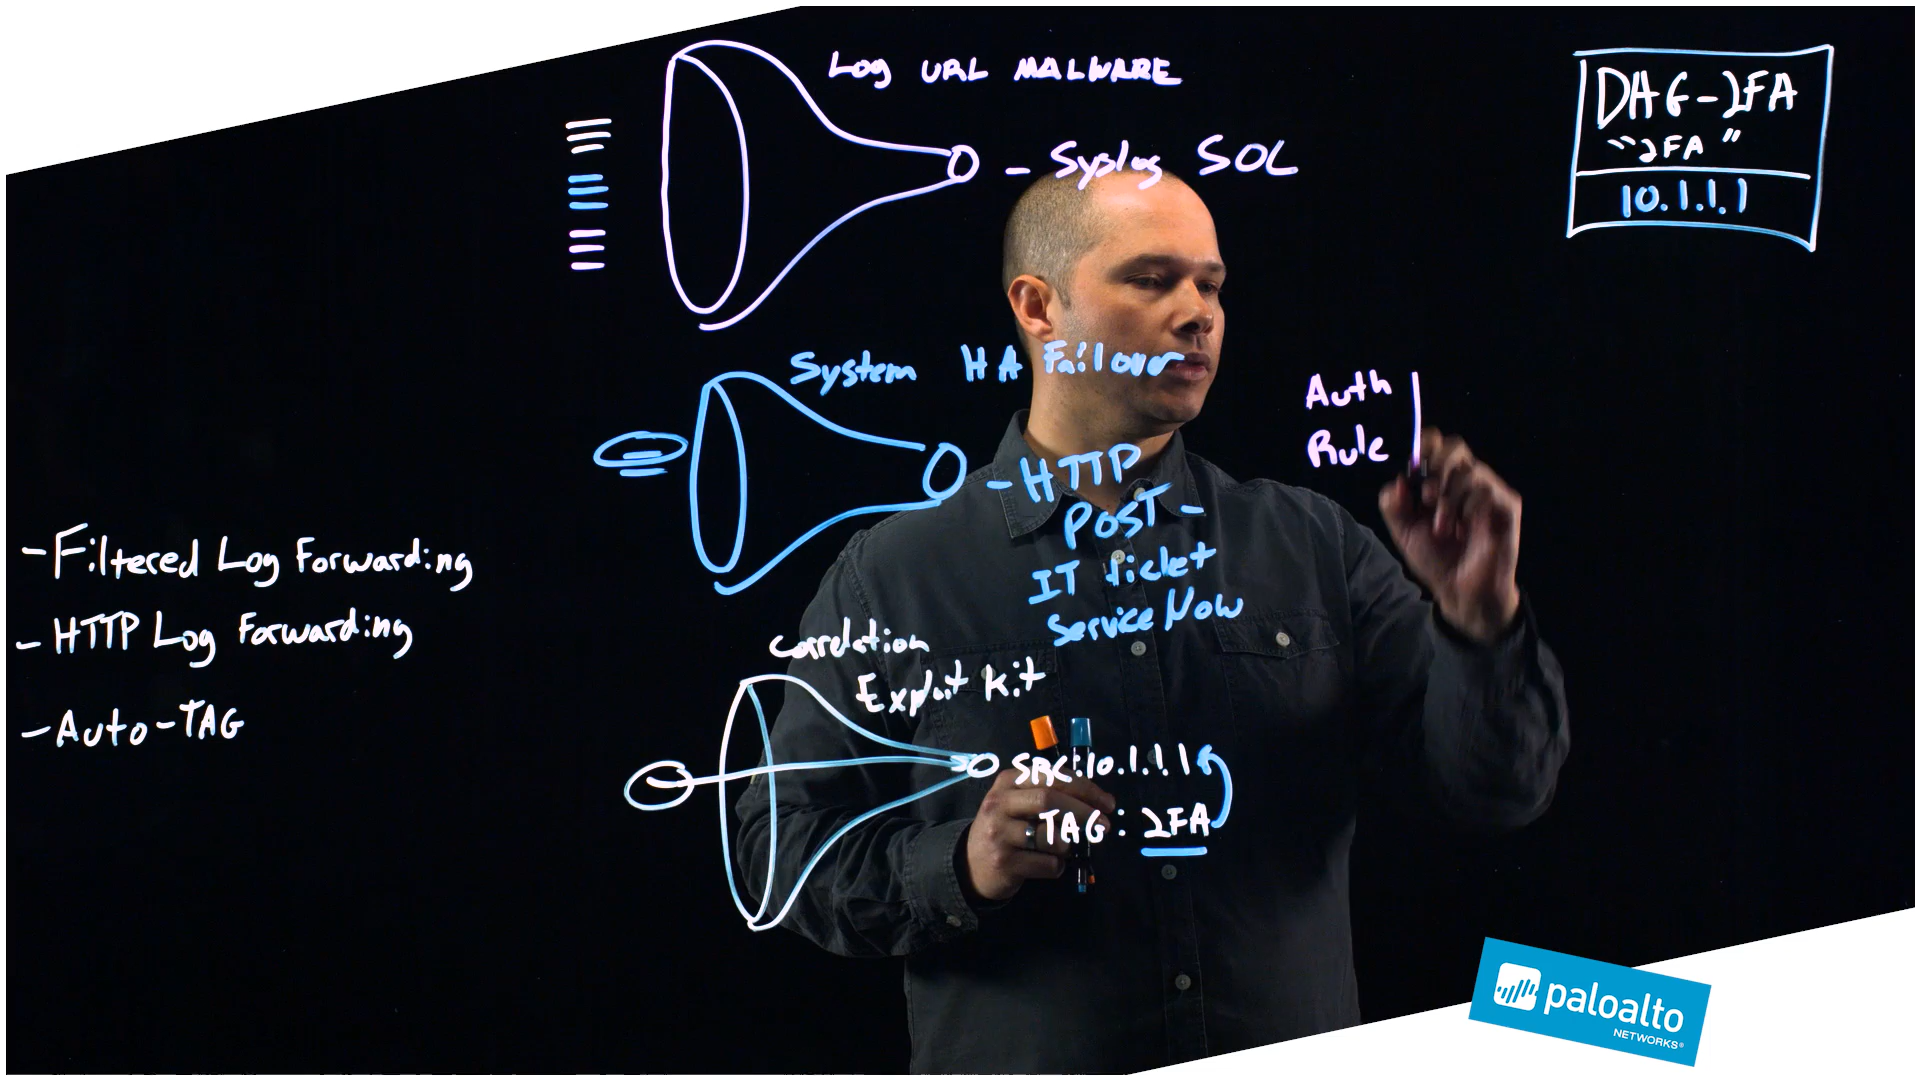 Log URL MALWARE
- Syslog SOC
DAG-2FA
"2FA"
10.1.1.1
System HA Failover
- HTTP
POST -
IT ticket
ServiceNow
Auth
Rule
- Filtered Log Forwarding
- HTTP Log Forwarding
- Auto-TAG
Correlation
Exploit Kit
SRC:10.1.1.1
TAG: 2FA
paloalto
NETWORKS®